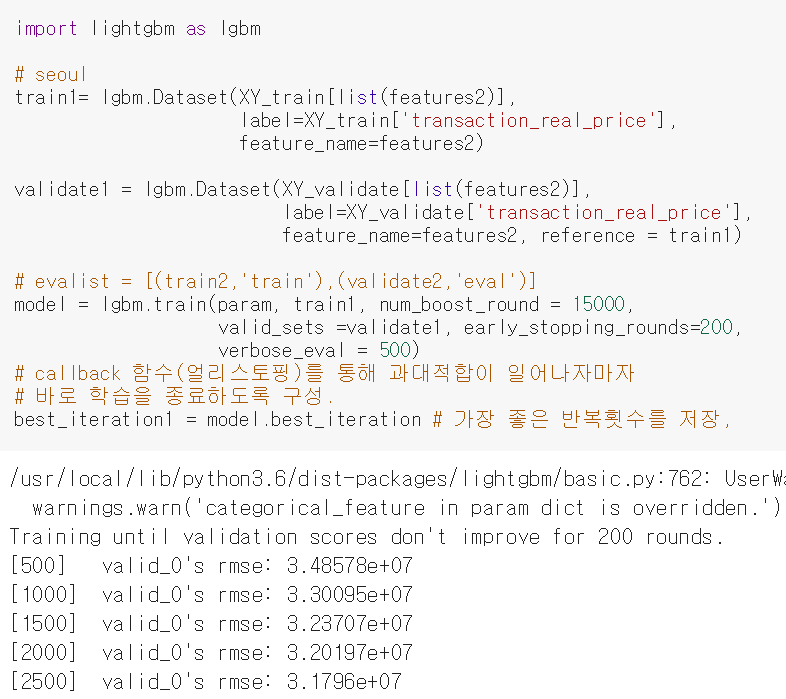 import lightgbm as lgbm
# seoul
train1= lgbm.Dataset(XY_train[list(features2)],
label=XY_train['transaction_real_price'],
feature_name=features2)
validate1 = lgbm.Dataset(XY_validate[list(features2)],
label=XY_validate['transaction_real_price'],
feature_name=features2, reference = train1)
# evalist = [(train2,'train'),(validate2,'eval')]
model = lgbm.train(param, train1, num_boost_round = 15000,
valid_sets =validate1, early_stopping_rounds=200,
verbose_eval = 500)
# callback 함수(얼리스토핑)를 통해 과대적합이 일어나자마자
# 바로 학습을 종료하도록 구성.
best_iteration1 = model.best_iteration # 가장 좋은 반복횟수를 저장,
/usr/local/lib/python3.6/dist-packages/lightgbm/basic.py:762:
warnings.warn('categorical_feature in param dict is overridden.')
Training until validation scores don't improve for 200 rounds.
[500] valid_0's rmse: 3.48578e+07
[1000] valid_0's rmse: 3.30095e+07
[1500] valid_0's rmse: 3.23707e+07
[2000] valid_0's rmse: 3.20197e+07
[2500] valid_0's rmse: 3.1796e+07